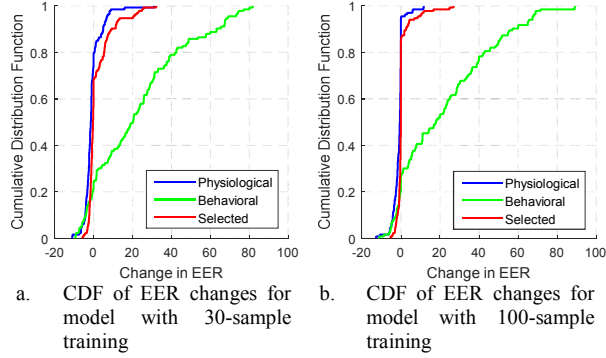 Cumulative Distribution Function
1
0.8
0.6
0.4
0.2
0
-20 0 20 40 60 80 100
Change in EER
Physiological
Behavioral
Selected
a. CDF of EER changes for
model with 30-sample
training
Cumulative Distribution Function
1
0.8
0.6
0.4
0.2
0
-20 0 20 40 60 80 100
Change in EER
Physiological
Behavioral
Selected
b. CDF of EER changes for
model with 100-sample
training